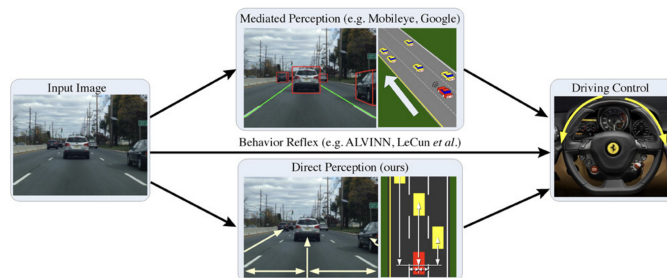 Mediated Perception (e.g. Mobileye, Google)
Input Image
Driving Control
Behavior Reflex (e.g. ALVINN, LeCun et al.)
Direct Perception (ours)